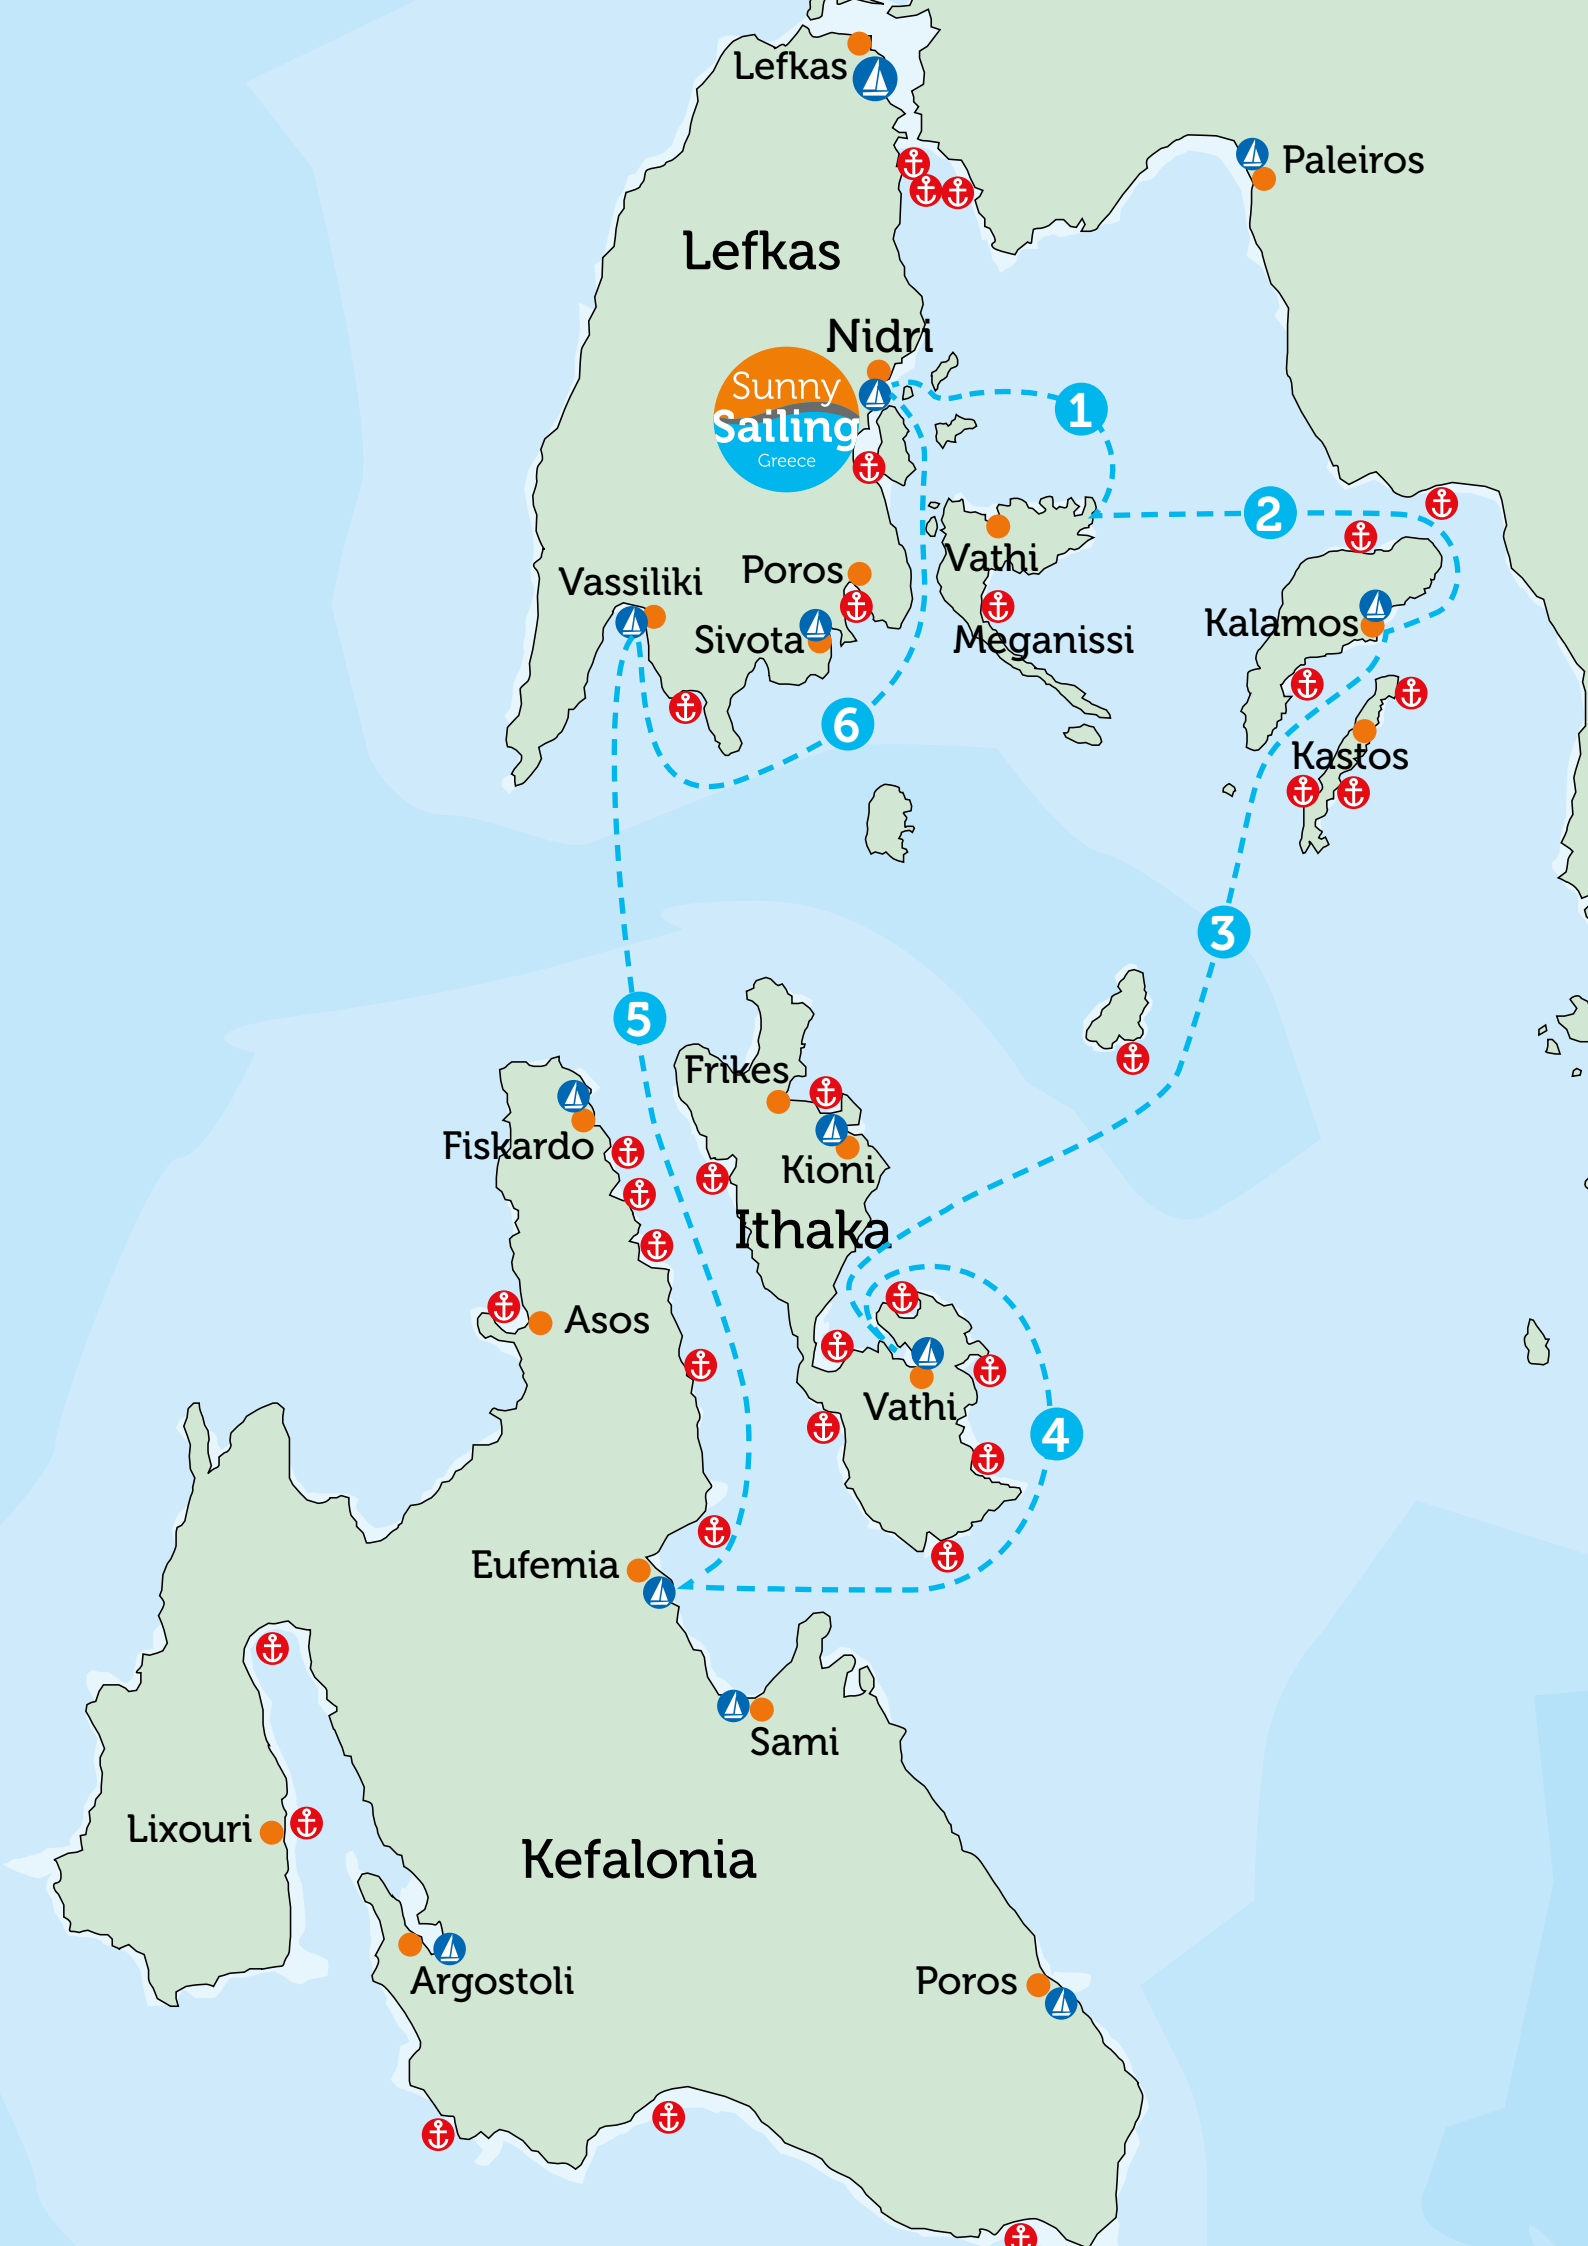 Lefkas
Paleiros
Lefkas
Nidri
Sunny
Sailing
Greece
1
2
Vathi
Poros
Vassiliki
Kalamos
Sivota
Meganissi
6
Kastos
3
5
Frikes
Fiskardo
Kioni
Ithaka
Asos
Vathi
4
Eufemia
Sami
Lixouri
Kefalonia
Argostoli
Poros